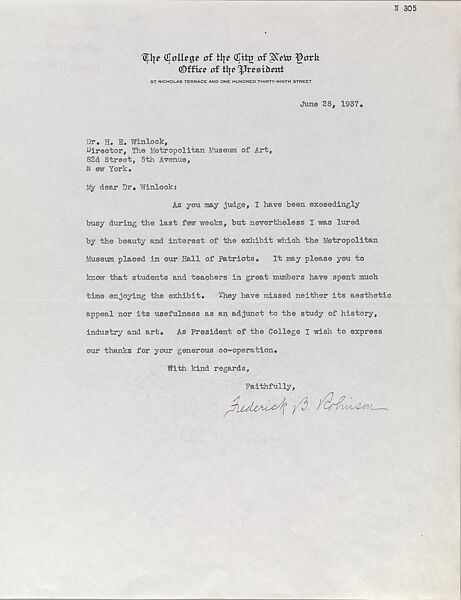 N 305
The College of the City of New York
Office of the President
ST. NICHOLAS TERRACE AND ONE HUNDRED THIRTY-NINTH STREET
June 28, 1937.
Dr. H. E. Winlock,
Director, The Metropolitan Museum of Art,
82d Street, 5th Avenue,
N ew York.
My dear Dr. Winlock:
As you may judge, I have been exceedingly
busy during the last few weeks, but nevertheless I was lured
by the beauty and interest of the exhibit which the Metropolitan
Museum placed in our Hall of Patriots. It may please you to
know that students and teachers in great numbers have spent much
time enjoying the exhibit. They have missed neither its aesthetic
appeal nor its usefulness as an adjunct to the study of history,
industry and art. As President of the College I wish to express
our thanks for your generous co-operation.
With kind regards,
Faithfully,
Frederick B. Robinson